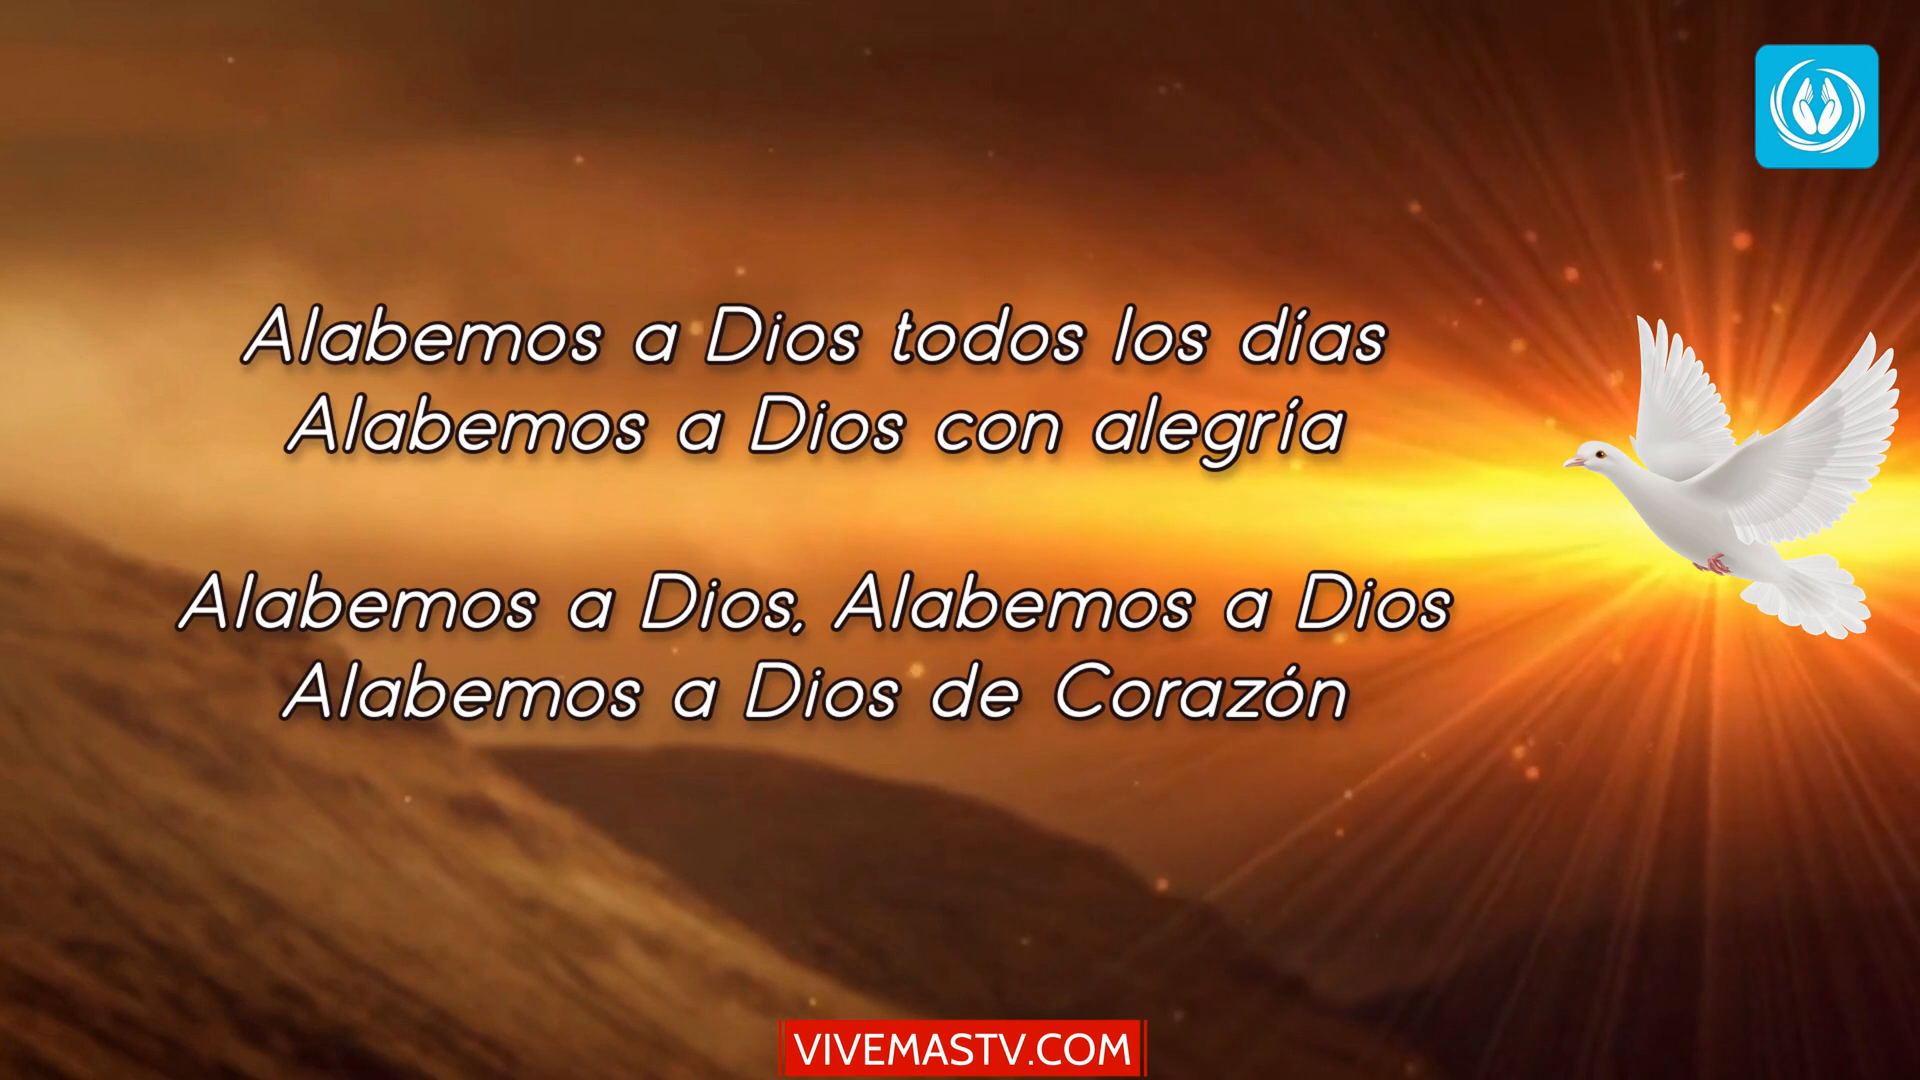 Alabemos a Dios todos los días
Alabemos a Dios con alegría
Alabemos a Dios, Alabemos a Dios
Alabemos a Dios de Corazón
VIVEMASTV.COM